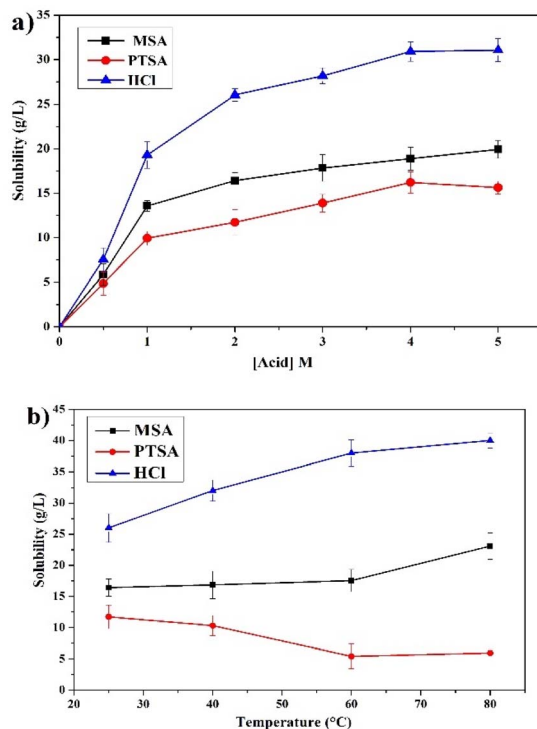 a)
MSA
PTSA
HCl
Solubility (g/L)
35
30
25
20
15
10
5
0
0 1 2 3 4 5
[Acid] M
b)
MSA
PTSA
HCl
Solubility (g/L)
45
40
35
30
25
20
15
10
5
0
20 30 40 50 60 70 80
Temperature (°C)